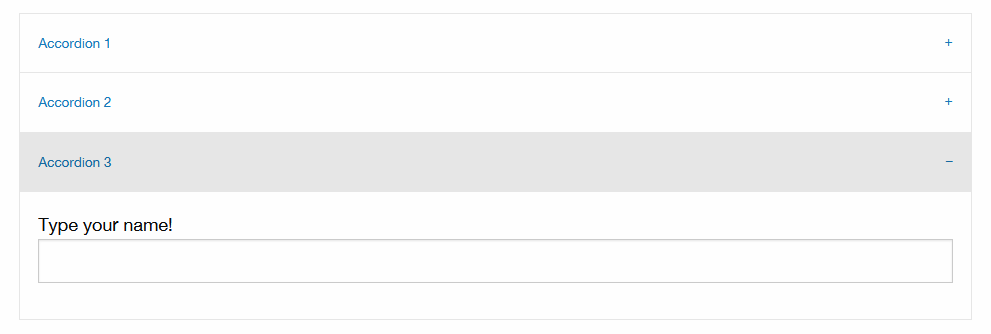 Accordion 1 +
Accordion 2 +
Accordion 3 −
Type your name!